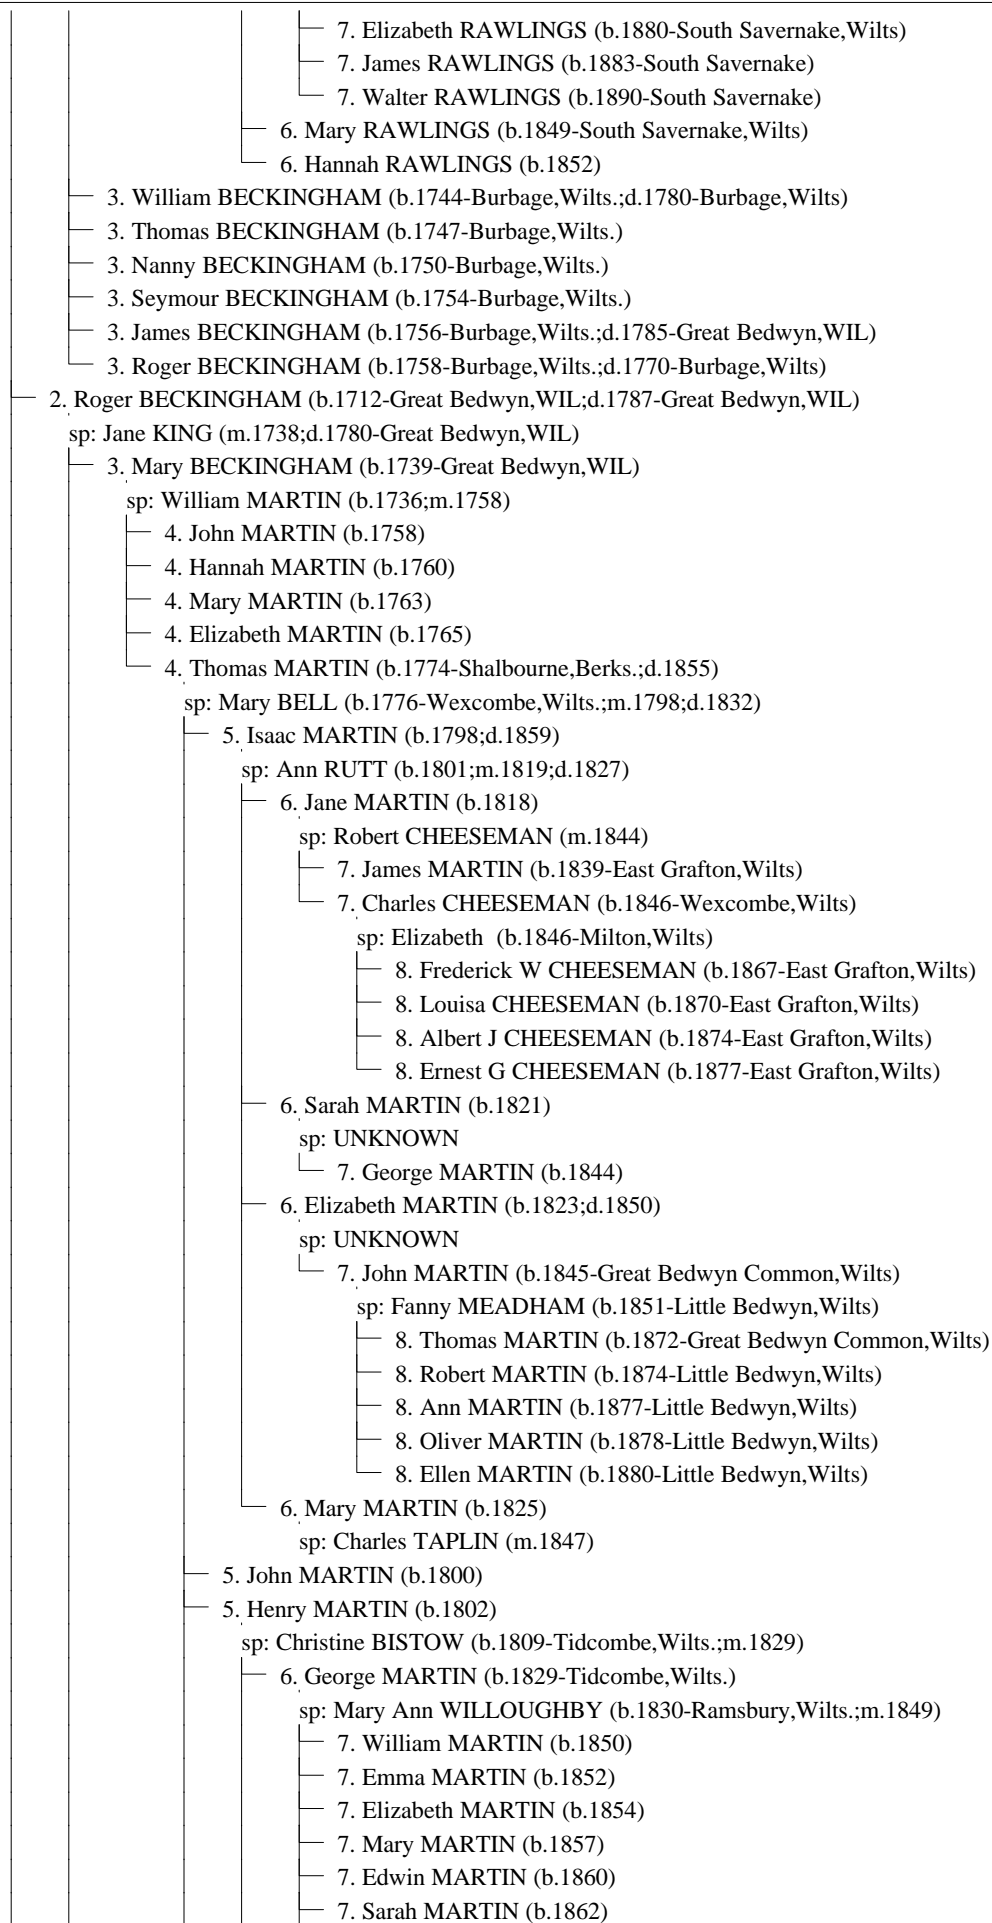 7. Elizabeth RAWLINGS (b.1880-South Savernake,Wilts)
7. James RAWLINGS (b.1883-South Savernake)
7. Walter RAWLINGS (b.1890-South Savernake)
6. Mary RAWLINGS (b.1849-South Savernake,Wilts)
6. Hannah RAWLINGS (b.1852)
3. William BECKINGHAM (b.1744-Burbage,Wilts.;d.1780-Burbage,Wilts)
3. Thomas BECKINGHAM (b.1747-Burbage,Wilts.)
3. Nanny BECKINGHAM (b.1750-Burbage,Wilts.)
3. Seymour BECKINGHAM (b.1754-Burbage,Wilts.)
3. James BECKINGHAM (b.1756-Burbage,Wilts.;d.1785-Great Bedwyn,WIL)
3. Roger BECKINGHAM (b.1758-Burbage,Wilts.;d.1770-Burbage,Wilts)
2. Roger BECKINGHAM (b.1712-Great Bedwyn,WIL;d.1787-Great Bedwyn,WIL)
sp: Jane KING (m.1738;d.1780-Great Bedwyn,WIL)
3. Mary BECKINGHAM (b.1739-Great Bedwyn,WIL)
sp: William MARTIN (b.1736;m.1758)
4. John MARTIN (b.1758)
4. Hannah MARTIN (b.1760)
4. Mary MARTIN (b.1763)
4. Elizabeth MARTIN (b.1765)
4. Thomas MARTIN (b.1774-Shalbourne,Berks.;d.1855)
sp: Mary BELL (b.1776-Wexcombe,Wilts.;m.1798;d.1832)
5. Isaac MARTIN (b.1798;d.1859)
sp: Ann RUTT (b.1801;m.1819;d.1827)
6. Jane MARTIN (b.1818)
sp: Robert CHEESEMAN (m.1844)
7. James MARTIN (b.1839-East Grafton,Wilts)
7. Charles CHEESEMAN (b.1846-Wexcombe,Wilts)
sp: Elizabeth  (b.1846-Milton,Wilts)
8. Frederick W CHEESEMAN (b.1867-East Grafton,Wilts)
8. Louisa CHEESEMAN (b.1870-East Grafton,Wilts)
8. Albert J CHEESEMAN (b.1874-East Grafton,Wilts)
8. Ernest G CHEESEMAN (b.1877-East Grafton,Wilts)
6. Sarah MARTIN (b.1821)
sp: UNKNOWN
7. George MARTIN (b.1844)
6. Elizabeth MARTIN (b.1823;d.1850)
sp: UNKNOWN
7. John MARTIN (b.1845-Great Bedwyn Common,Wilts)
sp: Fanny MEADHAM (b.1851-Little Bedwyn,Wilts)
8. Thomas MARTIN (b.1872-Great Bedwyn Common,Wilts)
8. Robert MARTIN (b.1874-Little Bedwyn,Wilts)
8. Ann MARTIN (b.1877-Little Bedwyn,Wilts)
8. Oliver MARTIN (b.1878-Little Bedwyn,Wilts)
8. Ellen MARTIN (b.1880-Little Bedwyn,Wilts)
6. Mary MARTIN (b.1825)
sp: Charles TAPLIN (m.1847)
5. John MARTIN (b.1800)
5. Henry MARTIN (b.1802)
sp: Christine BISTOW (b.1809-Tidcombe,Wilts.;m.1829)
6. George MARTIN (b.1829-Tidcombe,Wilts.)
sp: Mary Ann WILLOUGHBY (b.1830-Ramsbury,Wilts.;m.1849)
7. William MARTIN (b.1850)
7. Emma MARTIN (b.1852)
7. Elizabeth MARTIN (b.1854)
7. Mary MARTIN (b.1857)
7. Edwin MARTIN (b.1860)
7. Sarah MARTIN (b.1862)